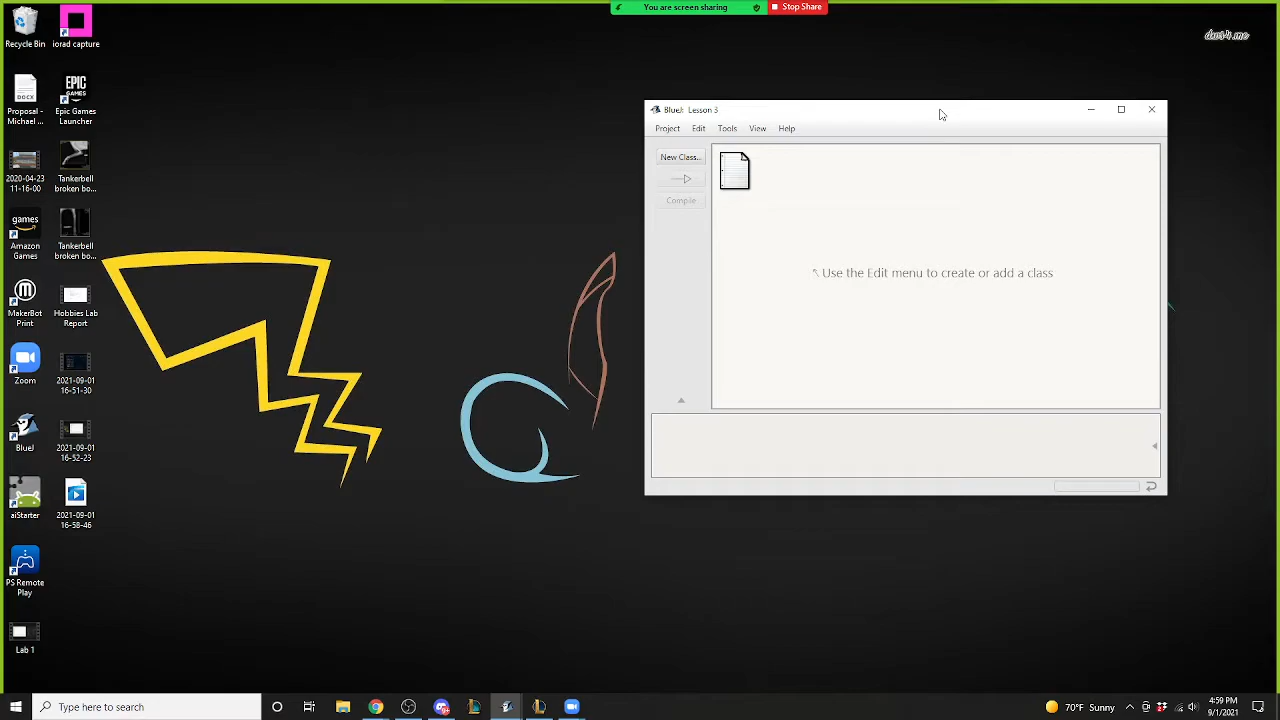 You are screen sharing
Stop Share
dws4.me
Recycle Bin
iorad capture
Proposal -
Michael ...
EPIC
GAMES
Epic Games
Launcher
2020-04-23
11-16-00
Tankerbell
broken bo...
games
Amazon
Games
Tankerbell
broken bo...
MakerBot
Print
Hobbies Lab
Report
Zoom
2021-09-01
16-51-30
BlueJ
2021-09-01
16-52-23
aiStarter
2021-09-01
16-58-46
PS Remote
Play
Lab 1
BlueJ: Lesson 3
Project Edit Tools View Help
New Class...
Compile
Use the Edit menu to create or add a class
Type here to search
70°F Sunny
4:59 PM
9/1/2021